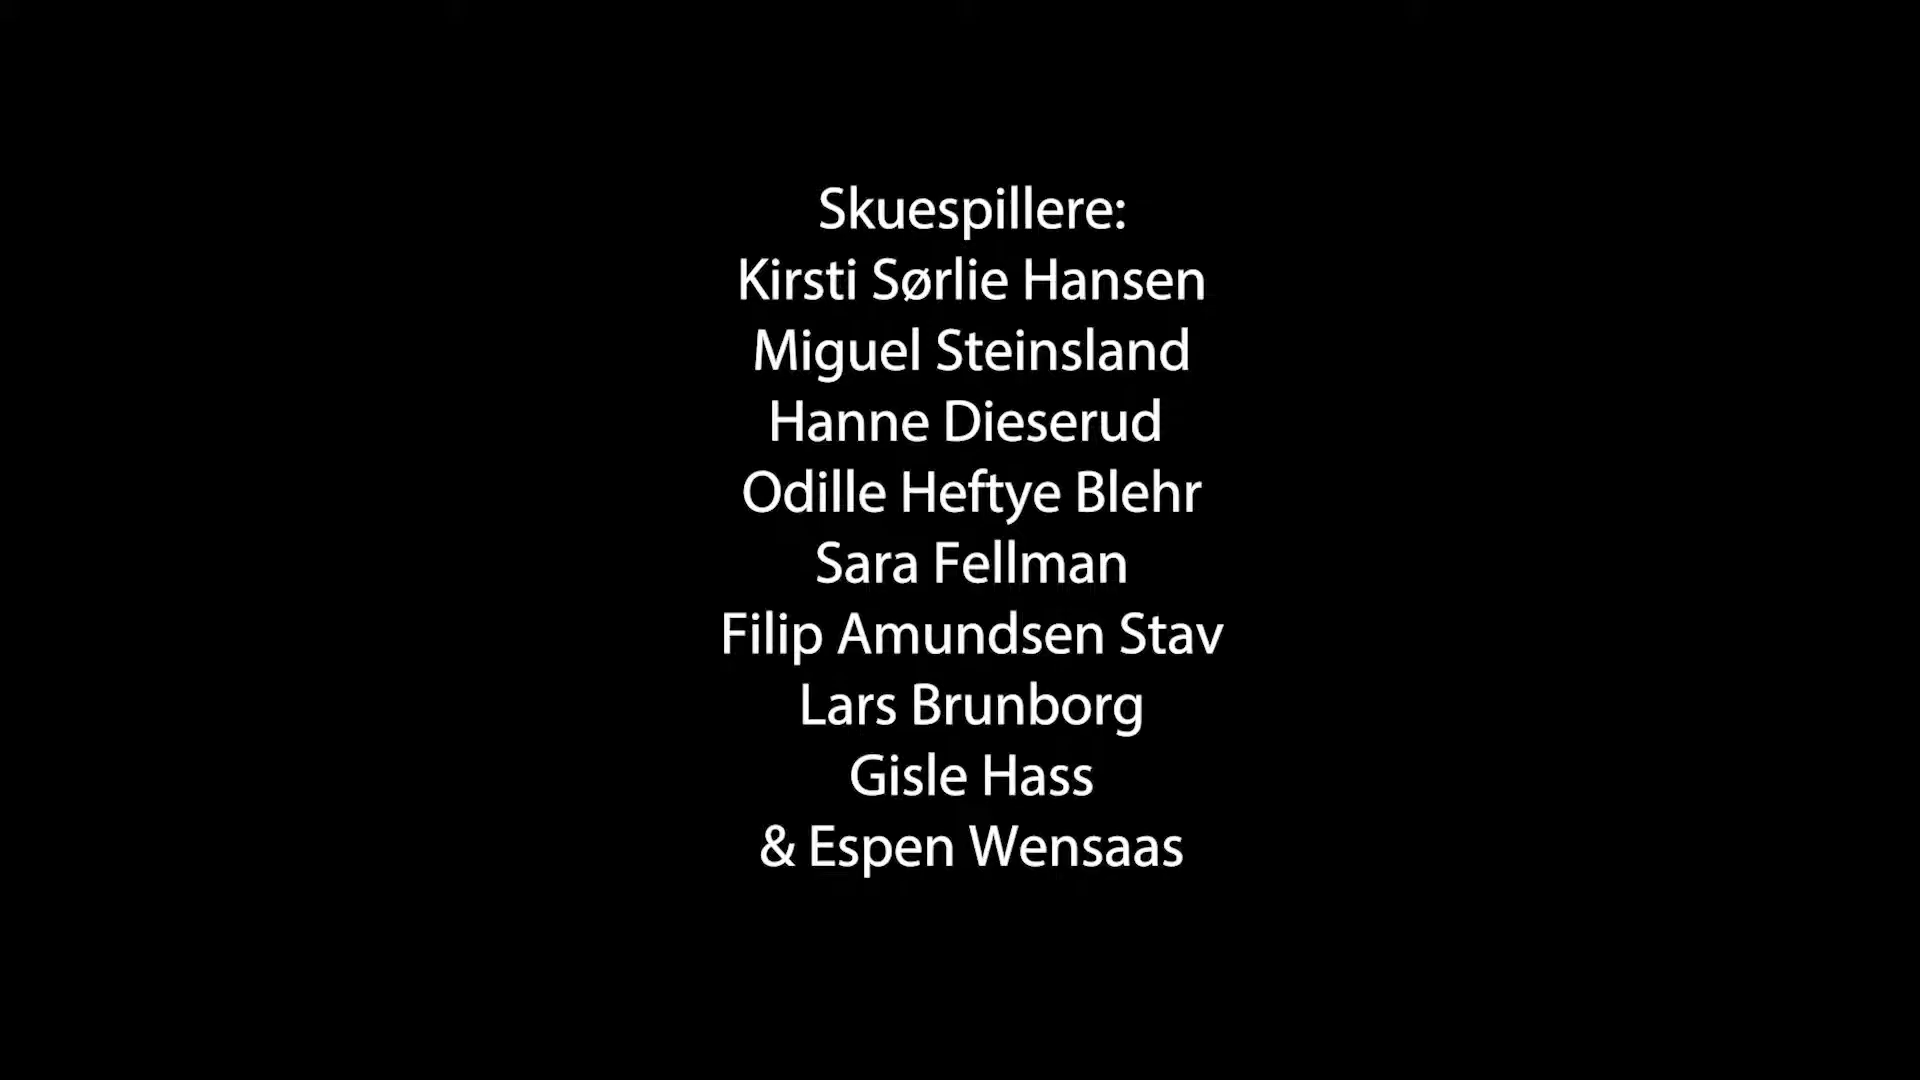 Skuespillere:
Kirsti Sørlie Hansen
Miguel Steinsland
Hanne Dieserud
Odille Heftye Blehr
Sara Fellman
Filip Amundsen Stav
Lars Brunborg
Gisle Hass
& Espen Wensaas